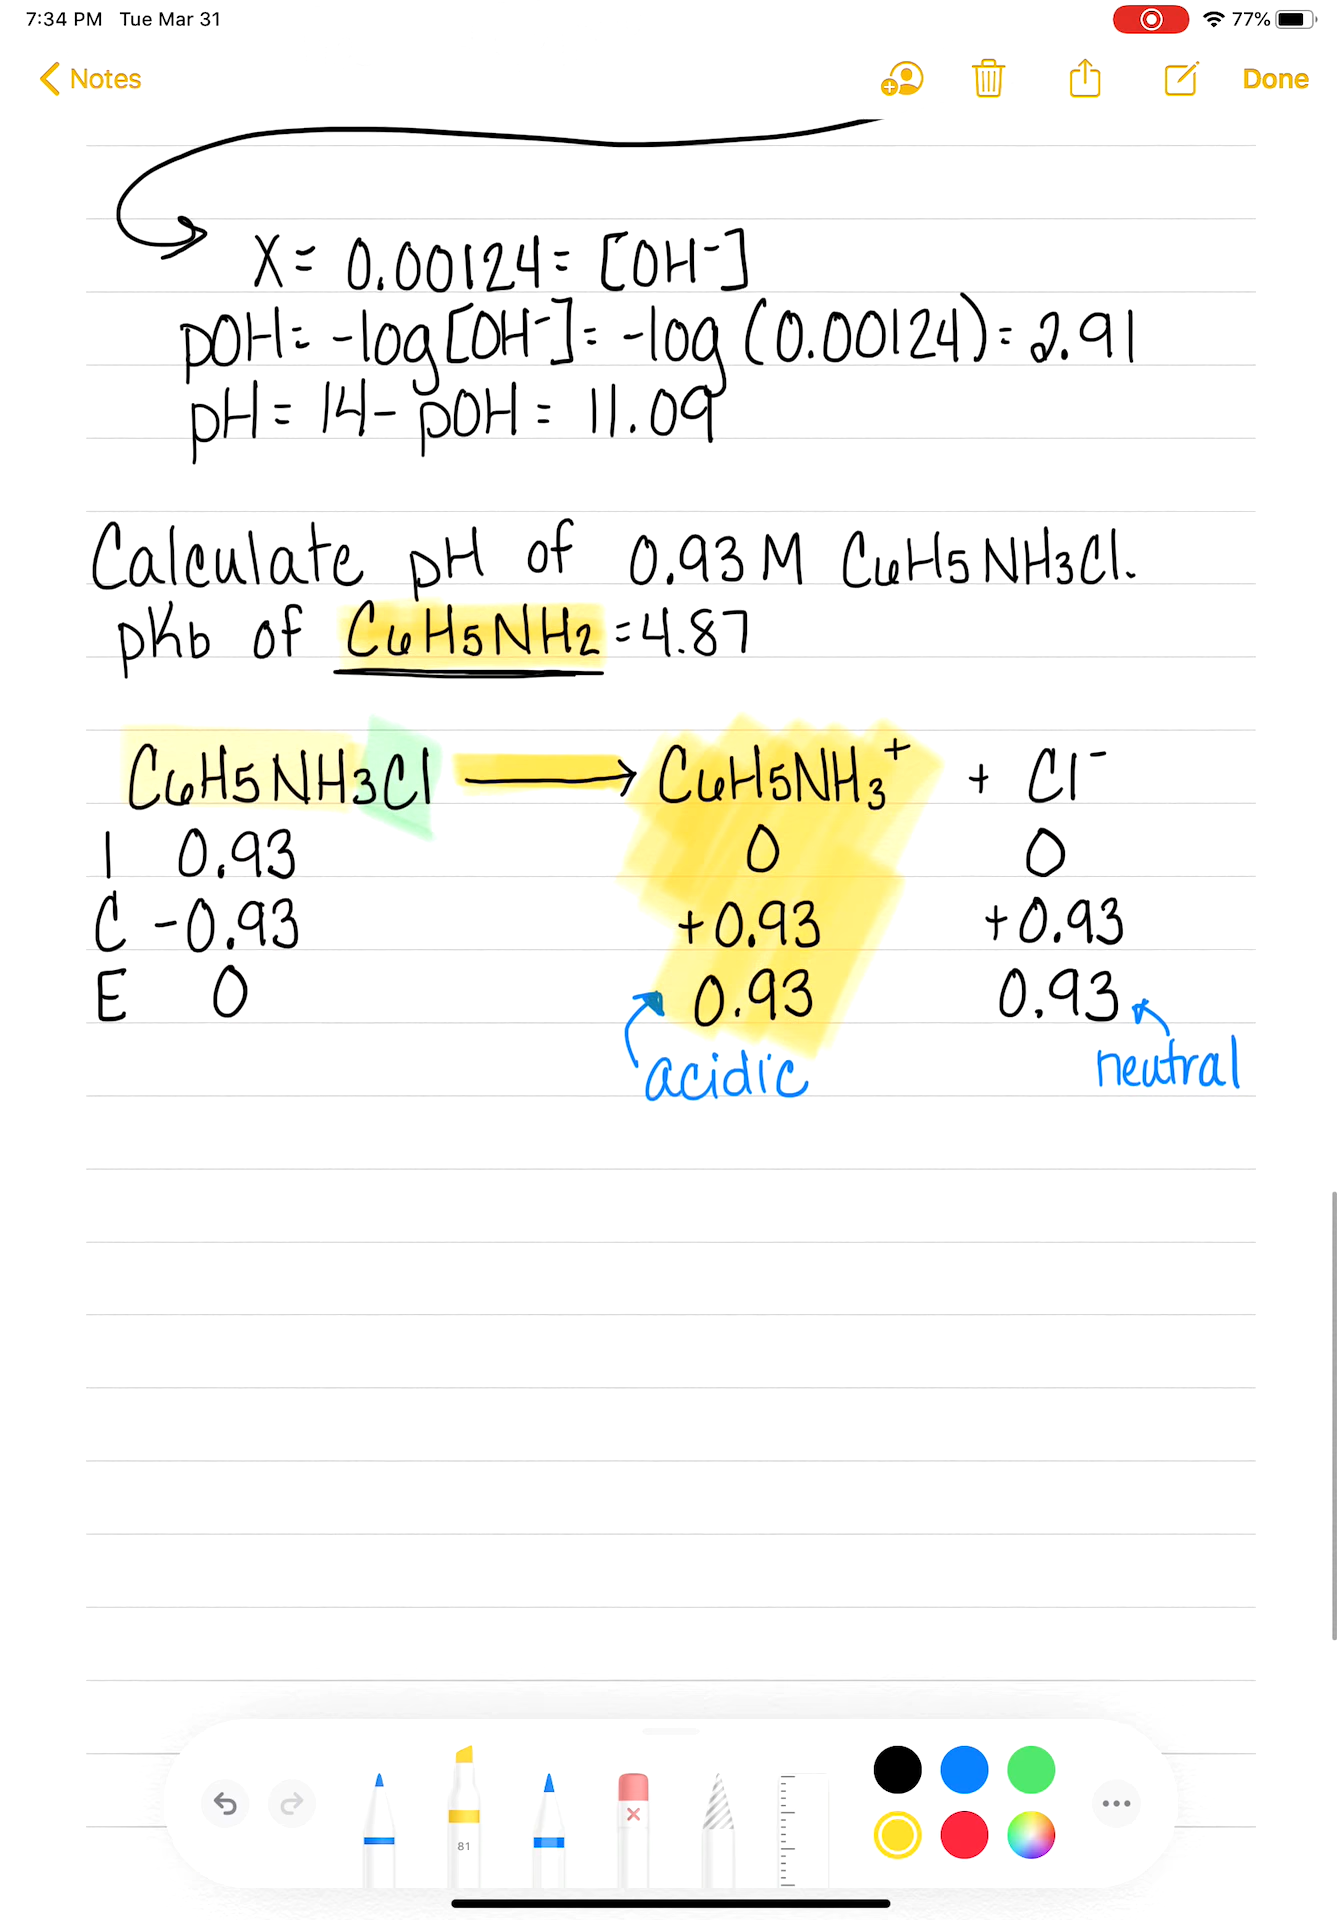 7:34 PM Tue Mar 31 77%
Notes Done
X = 0.00124 = [OH⁻]
pOH = -log[OH⁻] = -log (0.00124) = 2.91
pH = 14 - pOH = 11.09
Calculate pH of 0.93 M C6H5NH3Cl.
pKb of C6H5NH2 = 4.87
C6H5NH3Cl → C6H5NH3⁺ + Cl⁻
I 0.93 0 0
C -0.93 +0.93 +0.93
E 0 0.93 0.93
acidic neutral
81